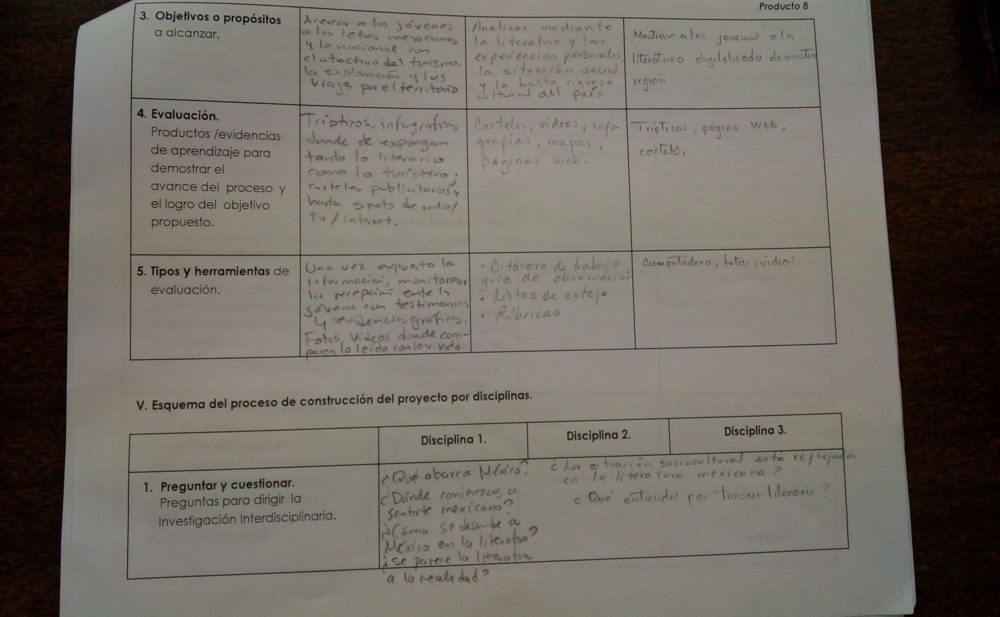 Producto 8
3. Objetivos o propósitos
a alcanzar.
Acercar a los jóvenes
a las letras mexicanas
y lo nacional con
el atractivo del turismo,
la exploración y los
viajes por el territorio.
Analizar mediante
la literatura y las
experiencias personales,
la situación social
y la basta riqueza
cultural del país.
Mostrar a los jovenes a la
literatura digitalizada de nuestra
región
4. Evaluación.
Productos /evidencias
de aprendizaje para
demostrar el
avance del proceso y
el logro del objetivo
propuesto.
Trípticos, infografías
donde se expongan
tanto lo literario
como lo turístico;
carteles publicitarios y
hasta spots de radio/
tv / internet.
Carteles, videos, info-
grafías, mapas,
páginas web.
Trípticos, página WEB,
carteles,
5. Tipos y herramientas de
evaluación.
Una vez expuesta la
información, monitorear
la recepción ente la
jóvens con testimonios
y evidencias gráficas.
Fotos, Videos donde com-
paren lo leído con lo vivido.
• Bitácora de trabajo
guía de observación
• Listas de cotejo.
• Rúbricas
Computadora, fotos, videos
V. Esquema del proceso de construcción del proyecto por disciplinas.
Disciplina 1.
Disciplina 2.
Disciplina 3.
1. Preguntar y cuestionar.
Preguntas para dirigir la
Investigación Interdisciplinaria.
¿Qué abarca México?
¿Dónde comienzas a
sentirte mexicano?
¿Cómo se describe a
México en la literatura?
¿Se parece la literatura
a la realidad?
¿La situación sociocultural está reflejada
en la literatura mexicana?
¿Qué entiendes por turismo literario?